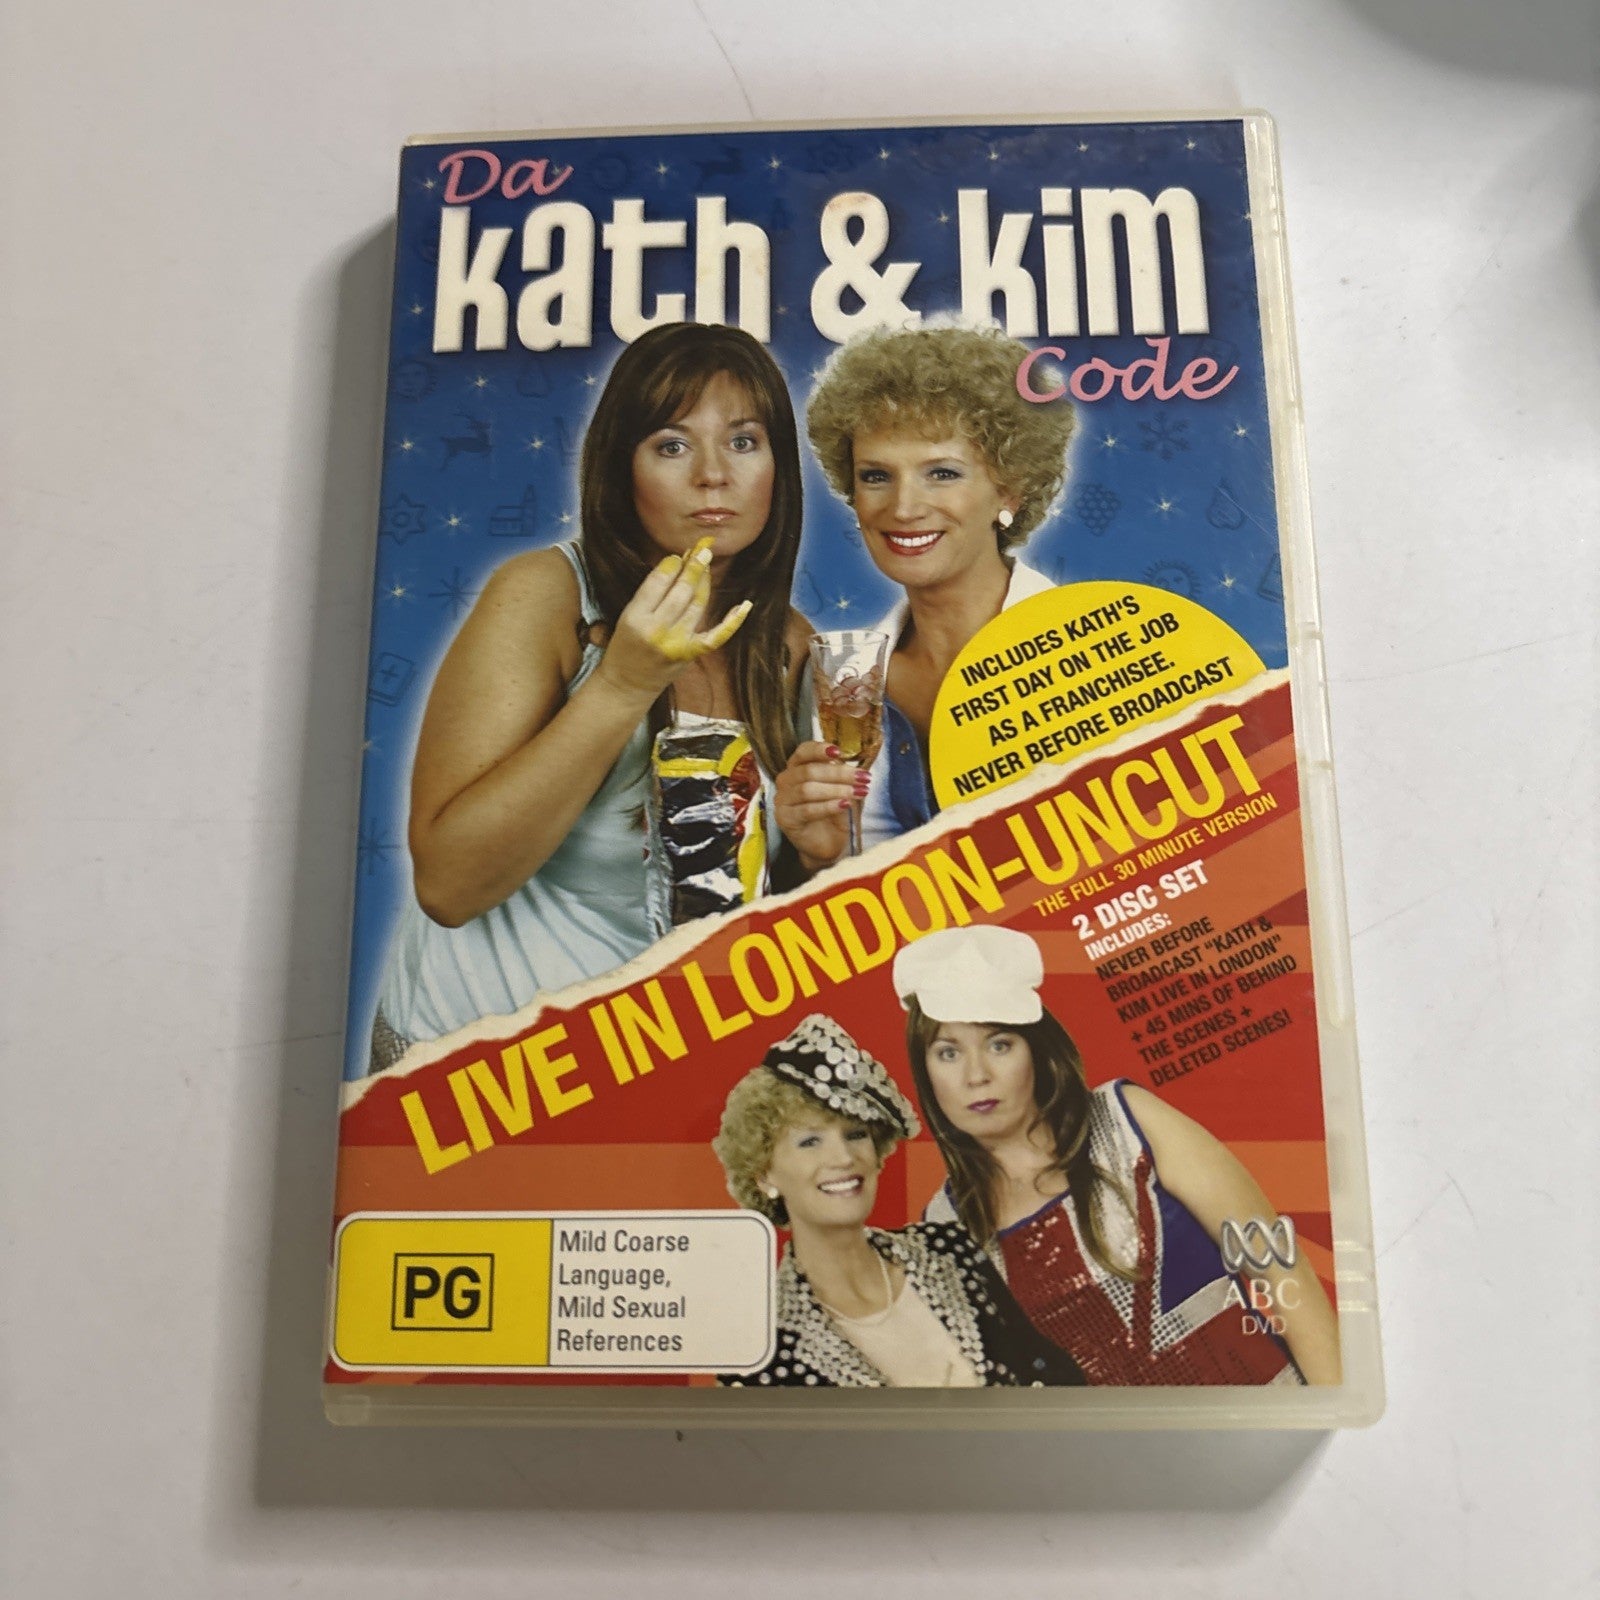 Da
kath & kim
Code
INCLUDES KATH'S
FIRST DAY ON THE JOB
AS A FRANCHISEE.
NEVER BEFORE BROADCAST
LIVE IN LONDON-UNCUT
THE FULL 30 MINUTE VERSION
2 DISC SET
INCLUDES:
NEVER BEFORE
BROADCAST "KATH &
KIM LIVE IN LONDON"
+ 45 MINS OF BEHIND
THE SCENES +
DELETED SCENES!
PG
Mild Coarse
Language,
Mild Sexual
References
ABC
DVD